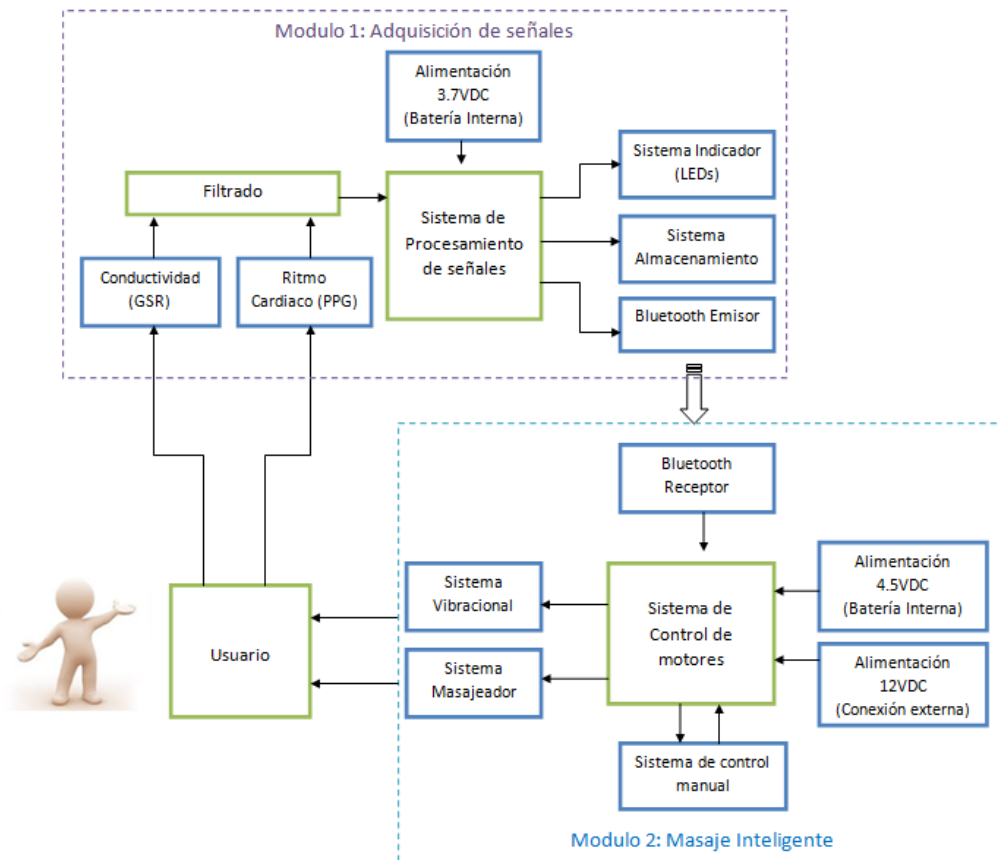 Modulo 1: Adquisición de señales
Alimentación
3.7VDC
(Batería Interna)
Filtrado
Sistema de
Procesamiento
de señales
Sistema Indicador
(LEDs)
Sistema
Almacenamiento
Bluetooth Emisor
Conductividad
(GSR)
Ritmo
Cardiaco (PPG)
Bluetooth
Receptor
Sistema
Vibracional
Sistema
Masajeador
Sistema de
Control de
motores
Alimentación
4.5VDC
(Batería Interna)
Alimentación
12VDC
(Conexión externa)
Usuario
Sistema de control
manual
Modulo 2: Masaje Inteligente